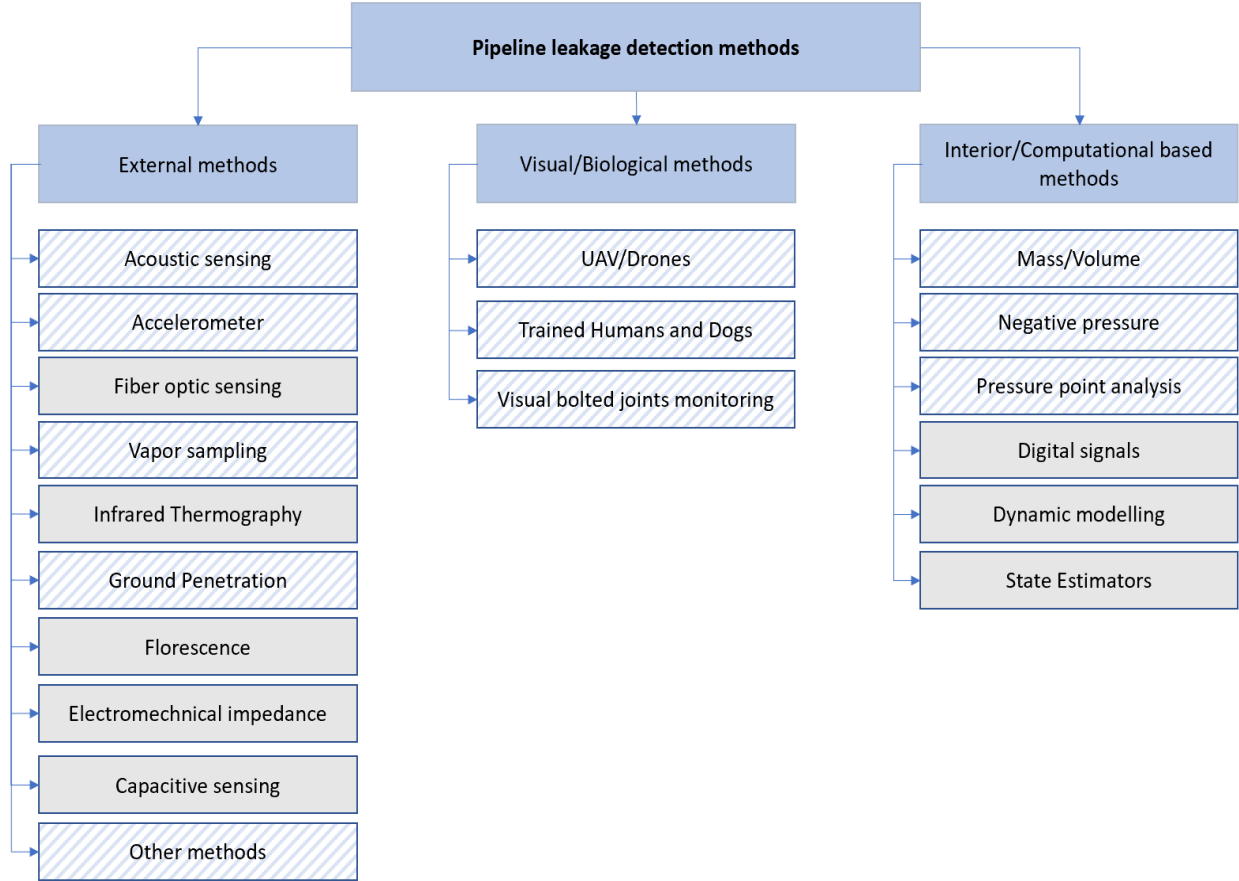 Pipeline leakage detection methods
External methods
Acoustic sensing
Accelerometer
Fiber optic sensing
Vapor sampling
Infrared Thermography
Ground Penetration
Florescence
Electromechnical impedance
Capacitive sensing
Other methods
Visual/Biological methods
UAV/Drones
Trained Humans and Dogs
Visual bolted joints monitoring
Interior/Computational based
methods
Mass/Volume
Negative pressure
Pressure point analysis
Digital signals
Dynamic modelling
State Estimators